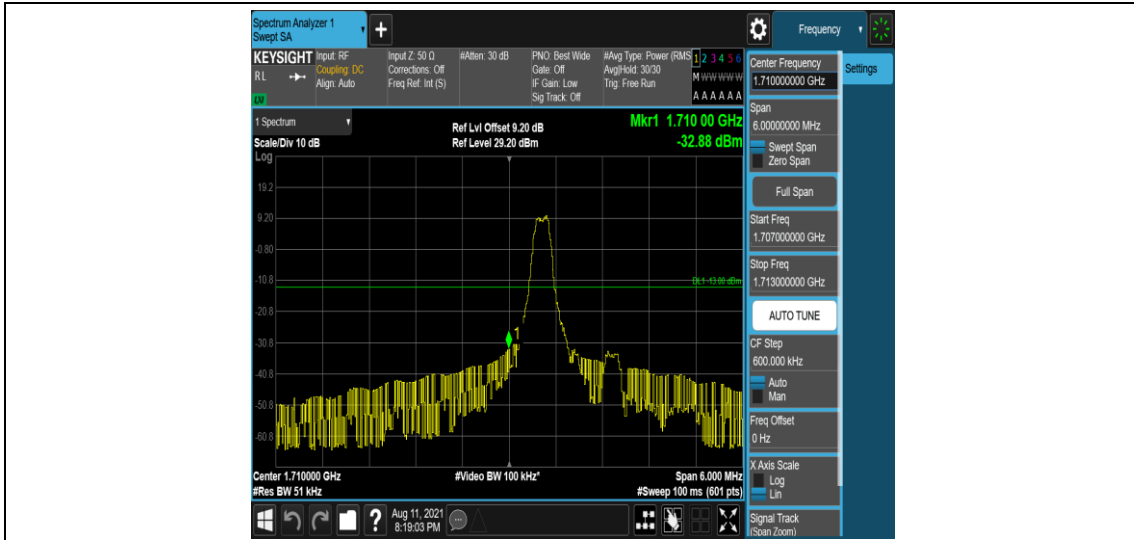 Spectrum Analyzer 1
Swept SA
Frequency
KEYSIGHT
R L
Input: RF
Coupling: DC
Align: Auto
Input Z: 50 Ω
Corrections: Off
Freq Ref: Int (S)
#Atten: 30 dB
PNO: Best Wide
Gate: Off
IF Gain: Low
Sig Track: Off
#Avg Type: Power (RMS
Avg|Hold: 30/30
Trig: Free Run
1 2 3 4 5 6
M W W W W W
A A A A A A
1 Spectrum
Scale/Div 10 dB
Log
Ref Lvl Offset 9.20 dB
Ref Level 29.20 dBm
Mkr1 1.710 00 GHz
-32.88 dBm
19.2
9.20
-0.80
-10.8
-20.8
-30.8
-40.8
-50.8
-60.8
DL1 -13.00 dBm
1
Center 1.710000 GHz
#Res BW 51 kHz
#Video BW 100 kHz*
Span 6.000 MHz
#Sweep 100 ms (601 pts)
Center Frequency
1.710000000 GHz
Settings
Span
6.00000000 MHz
Swept Span
Zero Span
Full Span
Start Freq
1.707000000 GHz
Stop Freq
1.713000000 GHz
AUTO TUNE
CF Step
600.000 kHz
Auto
Man
Freq Offset
0 Hz
X Axis Scale
Log
Lin
Signal Track
(Span Zoom)
?
Aug 11, 2021
8:19:03 PM